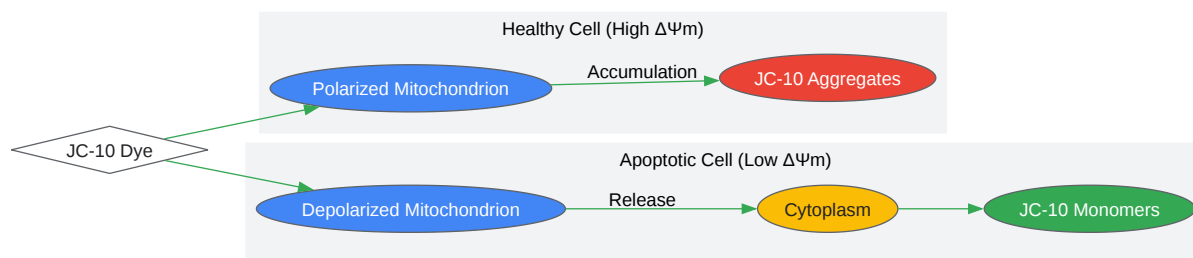 Healthy Cell (High ΔΨm)
Polarized Mitochondrion
Accumulation
JC-10 Aggregates
JC-10 Dye
Apoptotic Cell (Low ΔΨm)
Depolarized Mitochondrion
Release
Cytoplasm
JC-10 Monomers